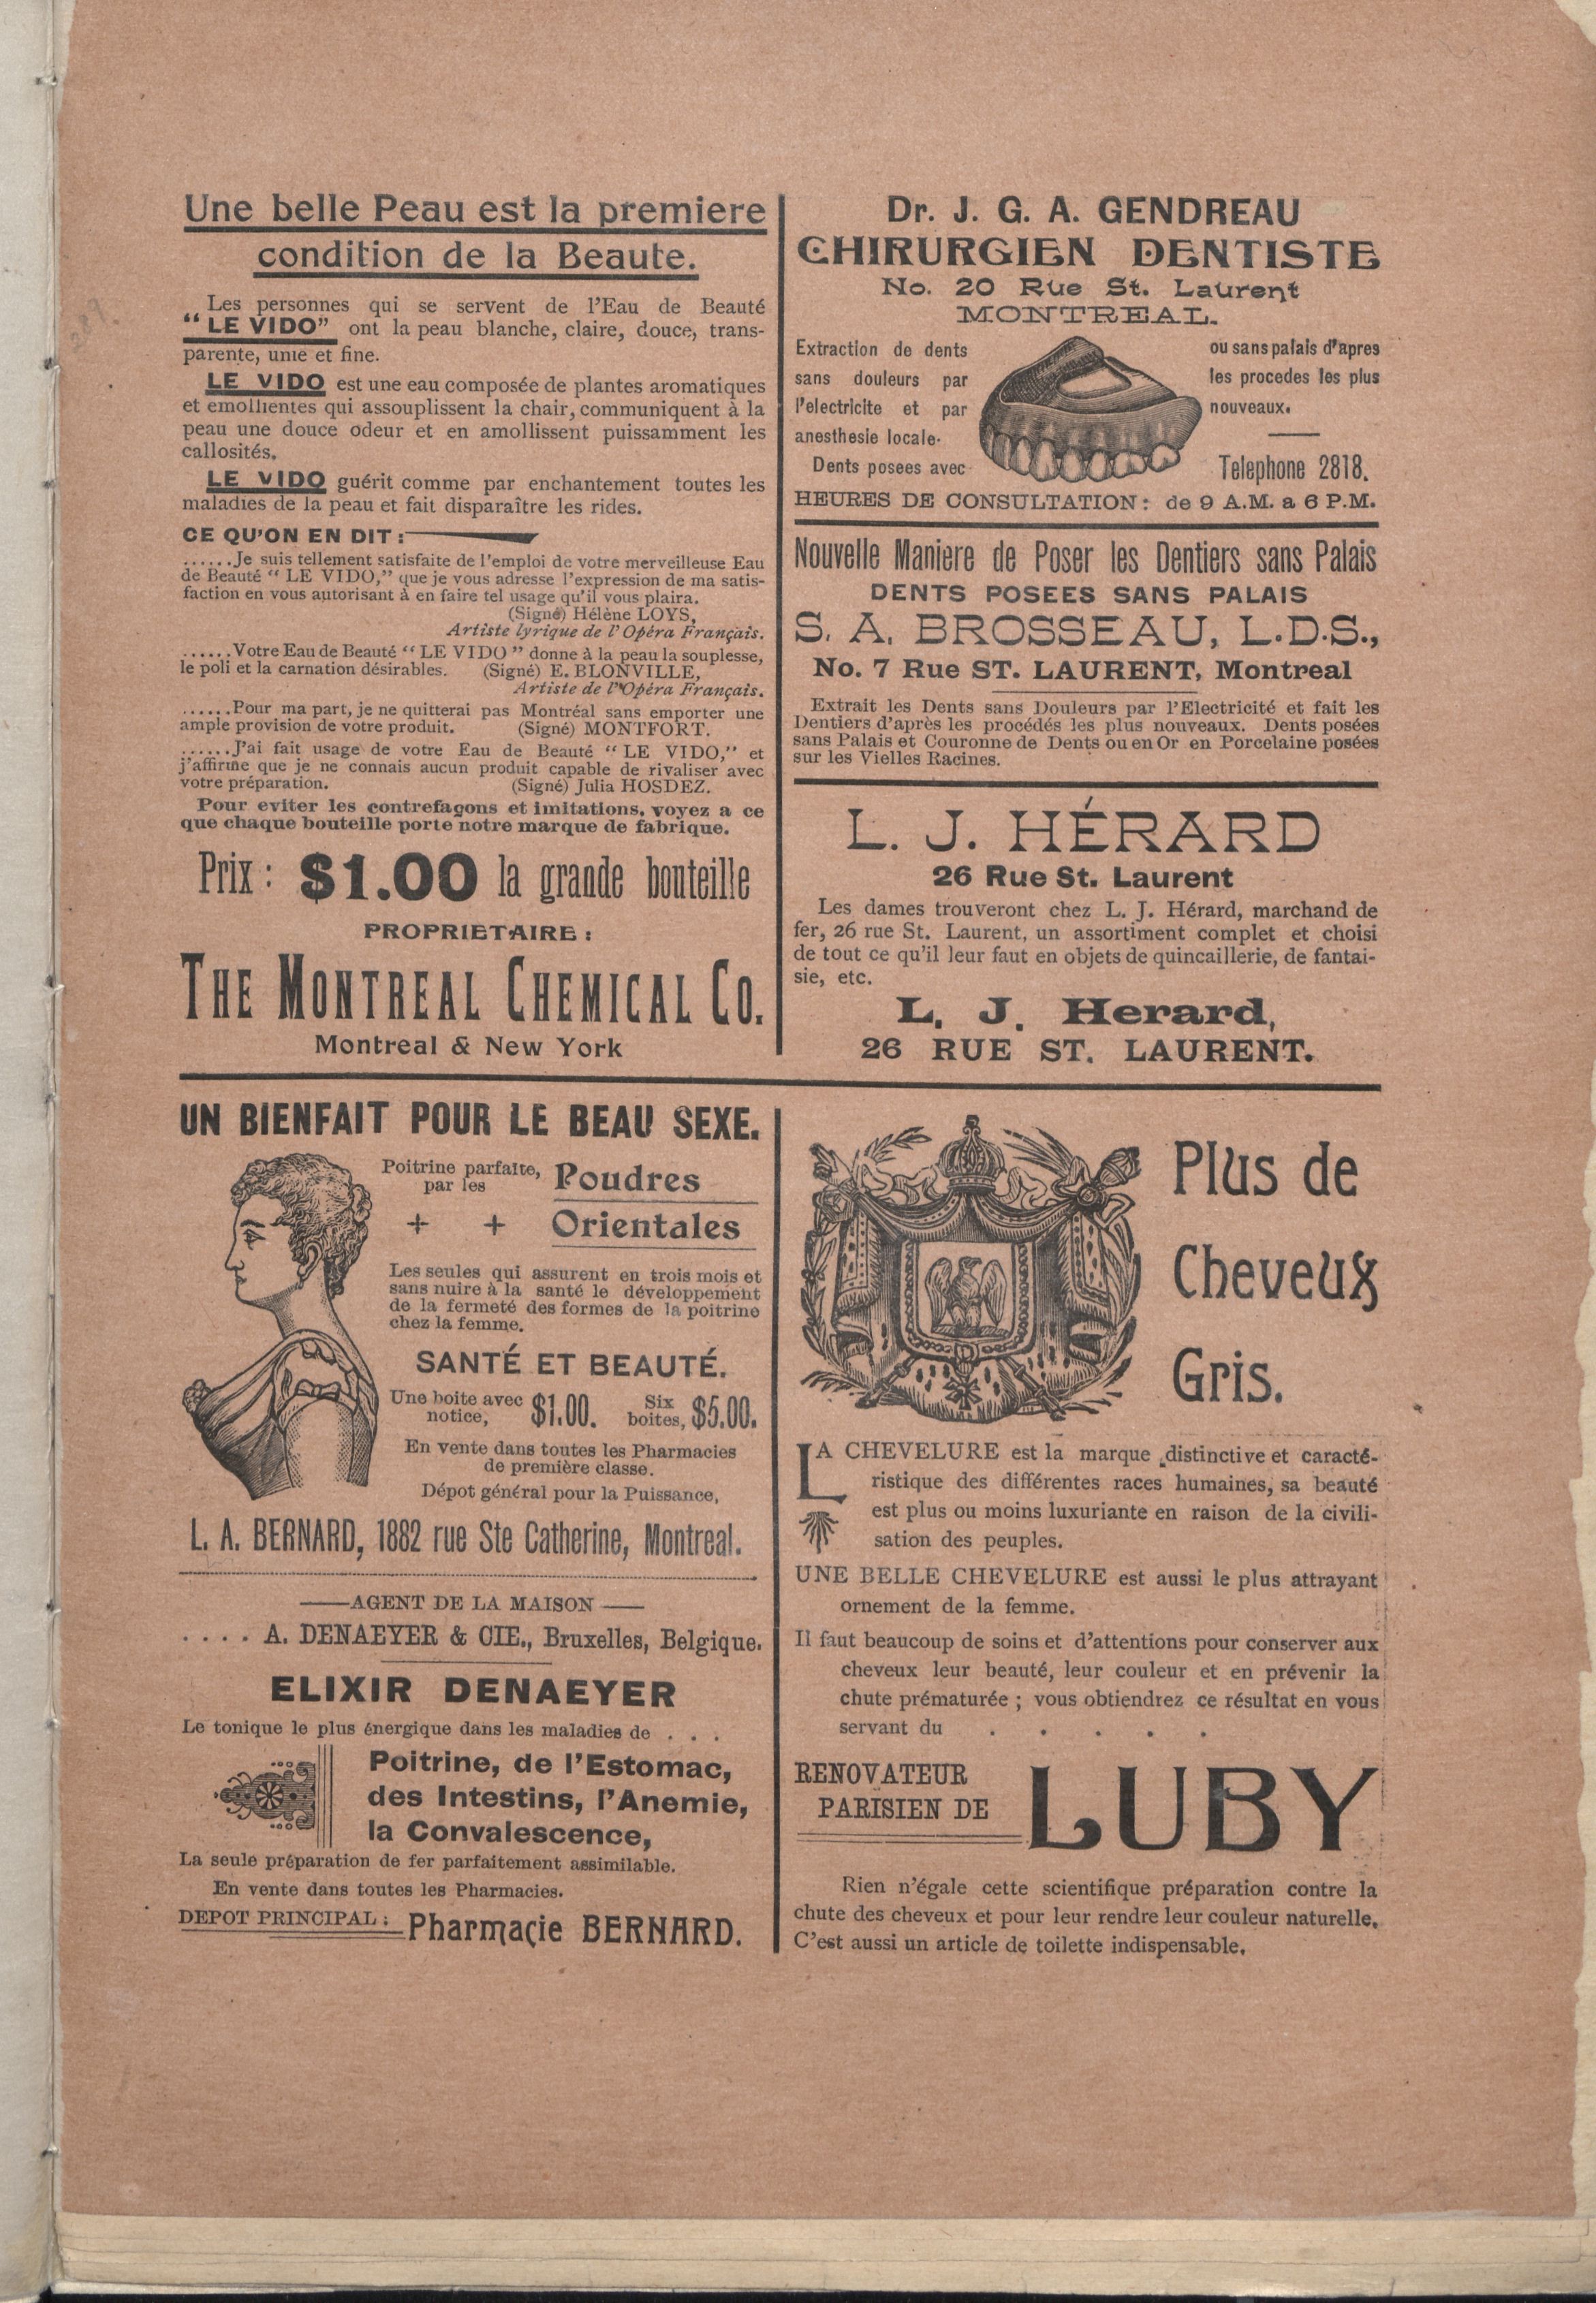 Une belle Peau est la premiere
condition de la Beaute.
Les personnes qui se servent de l'Eau de Beauté
“LE VIDO” ont la peau blanche, claire, douce, trans-
parente, unie et fine.
LE VIDO est une eau composée de plantes aromatiques
et emollientes qui assouplissent la chair, communiquent à la
peau une douce odeur et en amollissent puissamment les
callosités.
LE VIDO guérit comme par enchantement toutes les
maladies de la peau et fait disparaître les rides.
CE QU'ON EN DIT:
......Je suis tellement satisfaite de l'emploi de votre merveilleuse Eau
de Beauté “LE VIDO,” que je vous adresse l'expression de ma satis-
faction en vous autorisant à en faire tel usage qu'il vous plaira.
(Signé) Hélène LOYS,
Artiste lyrique de l'Opéra Français.
......Votre Eau de Beauté “LE VIDO” donne à la peau la souplesse,
le poli et la carnation désirables. (Signé) E. BLONVILLE,
Artiste de l'Opéra Français.
......Pour ma part, je ne quitterai pas Montréal sans emporter une
ample provision de votre produit. (Signé) MONTFORT.
......J'ai fait usage de votre Eau de Beauté “LE VIDO,” et
j'affirme que je ne connais aucun produit capable de rivaliser avec
votre préparation. (Signé) Julia HOSDEZ.
Pour eviter les contrefaçons et imitations, voyez a ce
que chaque bouteille porte notre marque de fabrique.
Prix: $1.00 la grande bouteille
PROPRIETAIRE:
THE MONTREAL CHEMICAL CO.
Montreal & New York
Dr. J. G. A. GENDREAU
CHIRURGIEN DENTISTE
No. 20 Rue St. Laurent
MONTREAL.
Extraction de dents
sans douleurs par
l'electricite et par
anesthesie locale.
Dents posees avec
ou sans palais d'apres
les procedes les plus
nouveaux.
Telephone 2818.
HEURES DE CONSULTATION: de 9 A.M. a 6 P.M.
Nouvelle Maniere de Poser les Dentiers sans Palais
DENTS POSEES SANS PALAIS
S. A. BROSSEAU, L.D.S.,
No. 7 Rue ST. LAURENT, Montreal
Extrait les Dents sans Douleurs par l'Electricité et fait les
Dentiers d'après les procédés les plus nouveaux. Dents posées
sans Palais et Couronne de Dents ou en Or en Porcelaine posées
sur les Vielles Racines.
L. J. HÉRARD
26 Rue St. Laurent
Les dames trouveront chez L. J. Hérard, marchand de
fer, 26 rue St. Laurent, un assortiment complet et choisi
de tout ce qu'il leur faut en objets de quincaillerie, de fantai-
sie, etc.
L. J. Herard,
26 RUE ST. LAURENT.
UN BIENFAIT POUR LE BEAU SEXE.
Poitrine parfaite,
par les
Poudres
+ + Orientales
Les seules qui assurent en trois mois et
sans nuire à la santé le développement
de la fermeté des formes de la poitrine
chez la femme.
SANTÉ ET BEAUTÉ.
Une boite avec notice, $1.00. Six boites, $5.00.
En vente dans toutes les Pharmacies
de première classe.
Dépot général pour la Puissance,
L. A. BERNARD, 1882 rue Ste Catherine, Montreal.
AGENT DE LA MAISON
.... A. DENAEYER & CIE., Bruxelles, Belgique.
ELIXIR DENAEYER
Le tonique le plus énergique dans les maladies de . . .
Poitrine, de l'Estomac,
des Intestins, l'Anemie,
la Convalescence,
La seule préparation de fer parfaitement assimilable.
En vente dans toutes les Pharmacies.
DEPOT PRINCIPAL: Pharmacie BERNARD.
Plus de
Cheveux
Gris.
LA CHEVELURE est la marque distinctive et caracté-
ristique des différentes races humaines, sa beauté
est plus ou moins luxuriante en raison de la civili-
sation des peuples.
UNE BELLE CHEVELURE est aussi le plus attrayant
ornement de la femme.
Il faut beaucoup de soins et d'attentions pour conserver aux
cheveux leur beauté, leur couleur et en prévenir la
chute prématurée ; vous obtiendrez ce résultat en vous
servant du . . . . .
RENOVATEUR
PARISIEN DE
LUBY
Rien n'égale cette scientifique préparation contre la
chute des cheveux et pour leur rendre leur couleur naturelle.
C'est aussi un article de toilette indispensable.